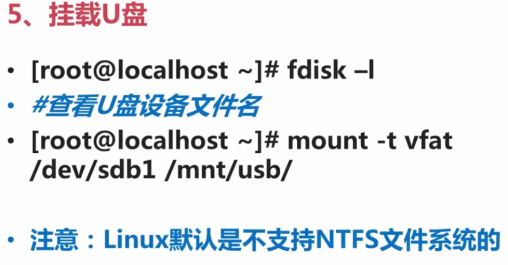 5、挂载U盘
• [root@localhost ~]# fdisk –l
• #查看U盘设备文件名
• [root@localhost ~]# mount -t vfat
/dev/sdb1 /mnt/usb/
• 注意：Linux默认是不支持NTFS文件系统的